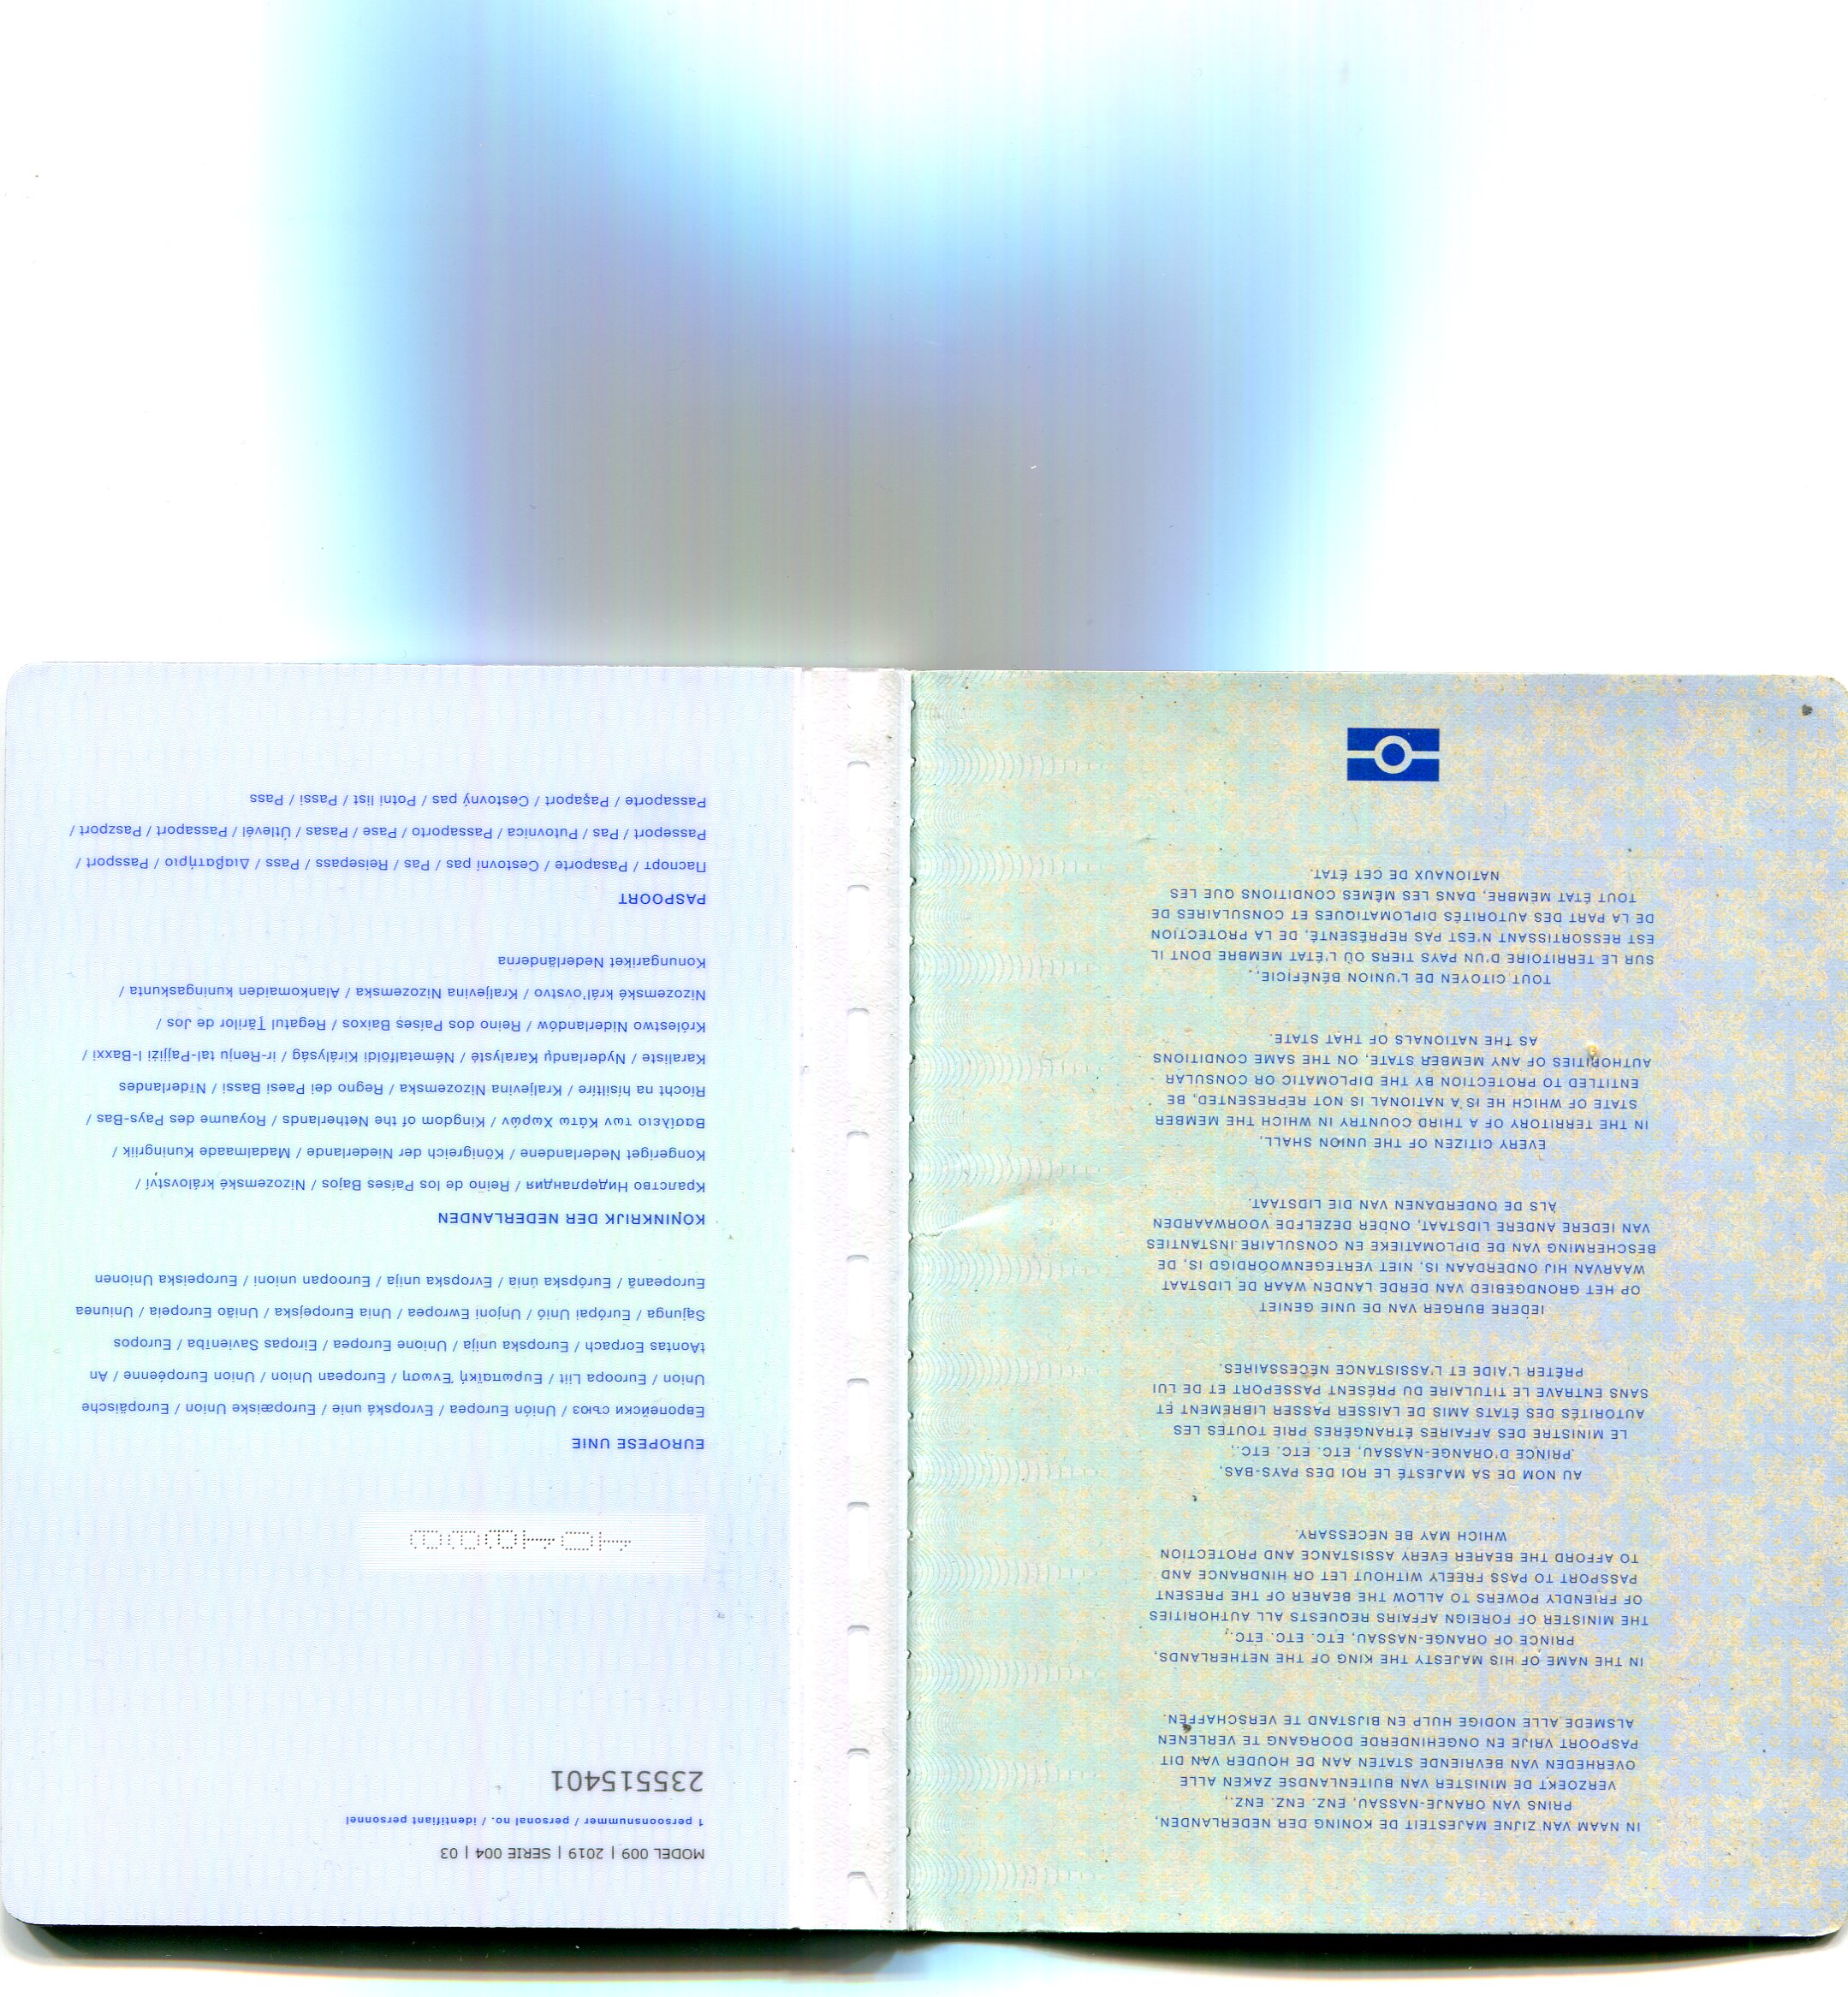 IN NAAM VAN ZIJNE MAJESTEIT DE KONING DER NEDERLANDEN,
PRINS VAN ORANJE-NASSAU, ENZ. ENZ. ENZ.,
VERZOEKT DE MINISTER VAN BUITENLANDSE ZAKEN ALLE
OVERHEDEN VAN BEVRIENDE STATEN AAN DE HOUDER VAN DIT
PASPOORT VRIJE EN ONGEHINDERDE DOORGANG TE VERLENEN
ALSMEDE ALLE NODIGE HULP EN BIJSTAND TE VERSCHAFFEN.
IN THE NAME OF HIS MAJESTY THE KING OF THE NETHERLANDS,
PRINCE OF ORANGE-NASSAU, ETC. ETC. ETC.,
THE MINISTER OF FOREIGN AFFAIRS REQUESTS ALL AUTHORITIES
OF FRIENDLY POWERS TO ALLOW THE BEARER OF THE PRESENT
PASSPORT TO PASS FREELY WITHOUT LET OR HINDRANCE AND
TO AFFORD THE BEARER EVERY ASSISTANCE AND PROTECTION
WHICH MAY BE NECESSARY.
AU NOM DE SA MAJESTÉ LE ROI DES PAYS-BAS,
PRINCE D'ORANGE-NASSAU, ETC. ETC. ETC.,
LE MINISTRE DES AFFAIRES ÉTRANGÈRES PRIE TOUTES LES
AUTORITÉS DES ÉTATS AMIS DE LAISSER PASSER LIBREMENT ET
SANS ENTRAVE LE TITULAIRE DU PRÉSENT PASSEPORT ET DE LUI
PRÊTER L'AIDE ET L'ASSISTANCE NÉCESSAIRES.
IEDERE BURGER VAN DE UNIE GENIET
OP HET GRONDGEBIED VAN DERDE LANDEN WAAR DE LIDSTAAT
WAARVAN HIJ ONDERDAAN IS, NIET VERTEGENWOORDIGD IS, DE
BESCHERMING VAN DE DIPLOMATIEKE EN CONSULAIRE INSTANTIES
VAN IEDERE ANDERE LIDSTAAT, ONDER DEZELFDE VOORWAARDEN
ALS DE ONDERDANEN VAN DIE LIDSTAAT.
EVERY CITIZEN OF THE UNION SHALL,
IN THE TERRITORY OF A THIRD COUNTRY IN WHICH THE MEMBER
STATE OF WHICH HE IS A NATIONAL IS NOT REPRESENTED, BE
ENTITLED TO PROTECTION BY THE DIPLOMATIC OR CONSULAR
AUTHORITIES OF ANY MEMBER STATE, ON THE SAME CONDITIONS
AS THE NATIONALS OF THAT STATE.
TOUT CITOYEN DE L'UNION BÉNÉFICIE,
SUR LE TERRITOIRE D'UN PAYS TIERS OÙ L'ÉTAT MEMBRE DONT IL
EST RESSORTISSANT N'EST PAS REPRÉSENTÉ, DE LA PROTECTION
DE LA PART DES AUTORITÉS DIPLOMATIQUES ET CONSULAIRES DE
TOUT ÉTAT MEMBRE, DANS LES MÊMES CONDITIONS QUE LES
NATIONAUX DE CET ÉTAT.
MODEL 009 | 2019 | SERIE 004 | 03
1 persoonsnummer / personal no. / identifiant personnel
235515401
EUROPESE UNIE
Европейски съюз / Unión Europea / Evropská unie / Europæiske Union / Europäische
Union / Euroopa Liit / Ευρωπαϊκή Ένωση / European Union / Union Européenne / An
tAontas Eorpach / Europska unija / Unione Europea / Eiropas Savienība / Europos
Sąjunga / Európai Unió / Unjoni Ewropea / Unia Europejska / União Europeia / Uniunea
Europeană / Európska únia / Evropska unija / Euroopan unioni / Europeiska Unionen
KONINKRIJK DER NEDERLANDEN
Кралство Нидерландия / Reino de los Países Bajos / Nizozemské království /
Kongeriget Nederlandene / Königreich der Niederlande / Madalmaade Kuningriik /
Βασίλειο των Κάτω Χωρών / Kingdom of the Netherlands / Royaume des Pays-Bas /
Ríocht na hÍsiltíre / Kraljevina Nizozemska / Regno dei Paesi Bassi / Nīderlandes
Karaliste / Nyderlandų Karalystė / Németalföldi Királyság / ir-Renju tal-Pajjiżi l-Baxxi /
Królestwo Niderlandów / Reino dos Países Baixos / Regatul Țărilor de Jos /
Nizozemské kráľovstvo / Kraljevina Nizozemska / Alankomaiden kuningaskunta /
Konungariket Nederländerna
PASPOORT
Паспорт / Pasaporte / Cestovní pas / Pas / Reisepass / Pass / Διαβατήριο / Passport /
Passeport / Pas / Putovnica / Passaporto / Pase / Pasas / Útlevél / Passaport / Paszport /
Passaporte / Pașaport / Cestovný pas / Potni list / Passi / Pass